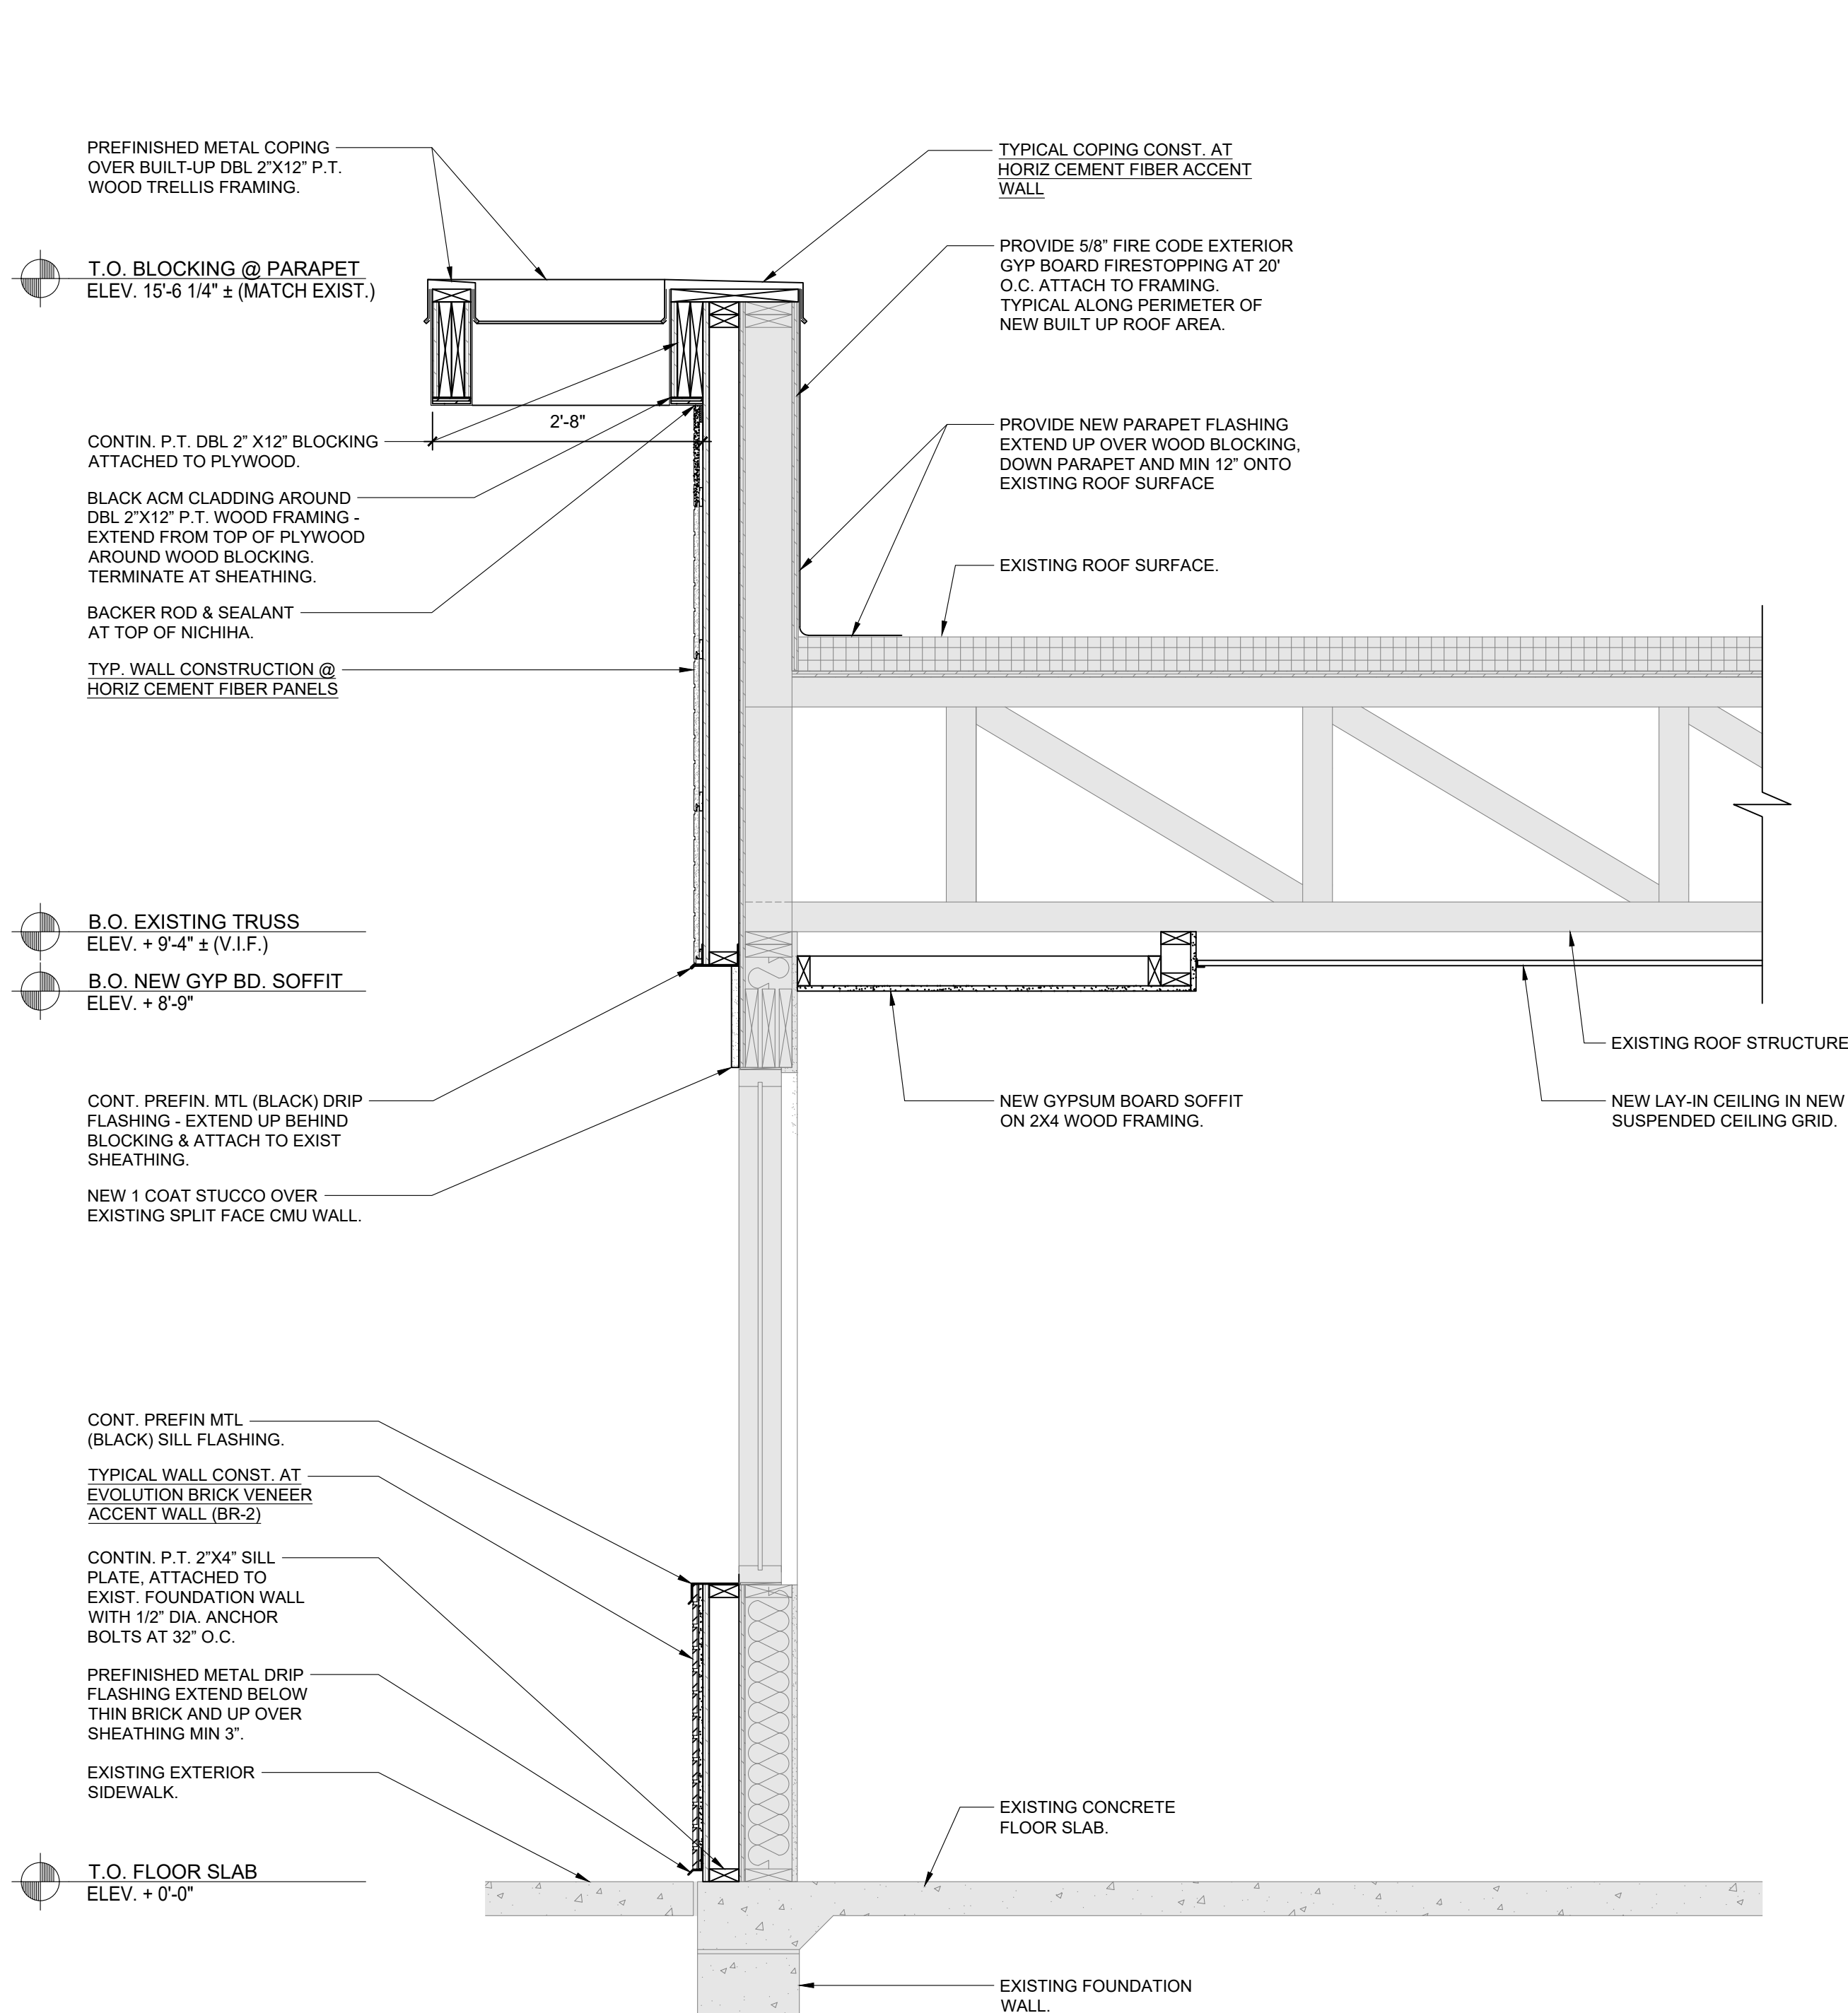 PREFINISHED METAL COPING
OVER BUILT-UP DBL 2"X12" P.T.
WOOD TRELLIS FRAMING.
T.O. BLOCKING @ PARAPET
ELEV. 15'-6 1/4" ± (MATCH EXIST.)
2'-8"
CONTIN. P.T. DBL 2" X12" BLOCKING
ATTACHED TO PLYWOOD.
BLACK ACM CLADDING AROUND
DBL 2"X12" P.T. WOOD FRAMING -
EXTEND FROM TOP OF PLYWOOD
AROUND WOOD BLOCKING.
TERMINATE AT SHEATHING.
BACKER ROD & SEALANT
AT TOP OF NICHIHA.
TYP. WALL CONSTRUCTION @
HORIZ CEMENT FIBER PANELS
B.O. EXISTING TRUSS
ELEV. + 9'-4" ± (V.I.F.)
B.O. NEW GYP BD. SOFFIT
ELEV. + 8'-9"
CONT. PREFIN. MTL (BLACK) DRIP
FLASHING - EXTEND UP BEHIND
BLOCKING & ATTACH TO EXIST
SHEATHING.
NEW 1 COAT STUCCO OVER
EXISTING SPLIT FACE CMU WALL.
CONT. PREFIN MTL
(BLACK) SILL FLASHING.
TYPICAL WALL CONST. AT
EVOLUTION BRICK VENEER
ACCENT WALL (BR-2)
CONTIN. P.T. 2"X4" SILL
PLATE, ATTACHED TO
EXIST. FOUNDATION WALL
WITH 1/2" DIA. ANCHOR
BOLTS AT 32" O.C.
PREFINISHED METAL DRIP
FLASHING EXTEND BELOW
THIN BRICK AND UP OVER
SHEATHING MIN 3".
EXISTING EXTERIOR
SIDEWALK.
T.O. FLOOR SLAB
ELEV. + 0'-0"
TYPICAL COPING CONST. AT
HORIZ CEMENT FIBER ACCENT
WALL
PROVIDE 5/8" FIRE CODE EXTERIOR
GYP BOARD FIRESTOPPING AT 20'
O.C. ATTACH TO FRAMING.
TYPICAL ALONG PERIMETER OF
NEW BUILT UP ROOF AREA.
PROVIDE NEW PARAPET FLASHING
EXTEND UP OVER WOOD BLOCKING,
DOWN PARAPET AND MIN 12" ONTO
EXISTING ROOF SURFACE
EXISTING ROOF SURFACE.
EXISTING ROOF STRUCTURE
NEW GYPSUM BOARD SOFFIT
ON 2X4 WOOD FRAMING.
NEW LAY-IN CEILING IN NEW
SUSPENDED CEILING GRID.
EXISTING CONCRETE
FLOOR SLAB.
EXISTING FOUNDATION
WALL.